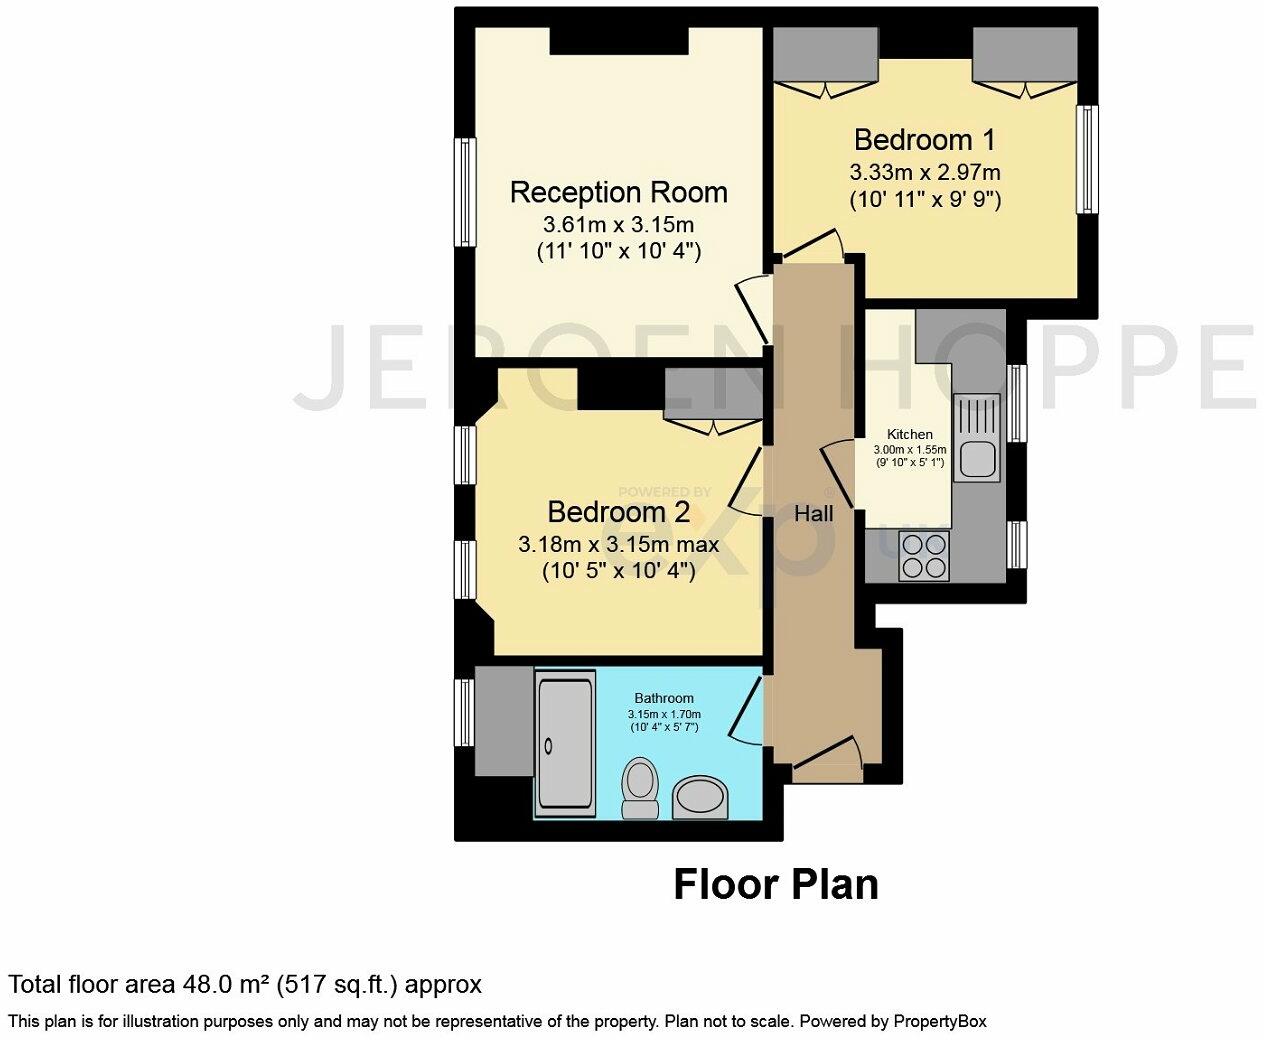 Reception Room
3.61m x 3.15m
(11' 10" x 10' 4")
Bedroom 1
3.33m x 2.97m
(10' 11" x 9' 9")
JEROEN HOPPE
Kitchen
3.00m x 1.55m
(9' 10" x 5' 1")
POWERED BY
exp®
UK
Bedroom 2
3.18m x 3.15m max
(10' 5" x 10' 4")
Hall
Bathroom
3.15m x 1.70m
(10' 4" x 5' 7")
Floor Plan
Total floor area 48.0 m² (517 sq.ft.) approx
This plan is for illustration purposes only and may not be representative of the property. Plan not to scale. Powered by PropertyBox